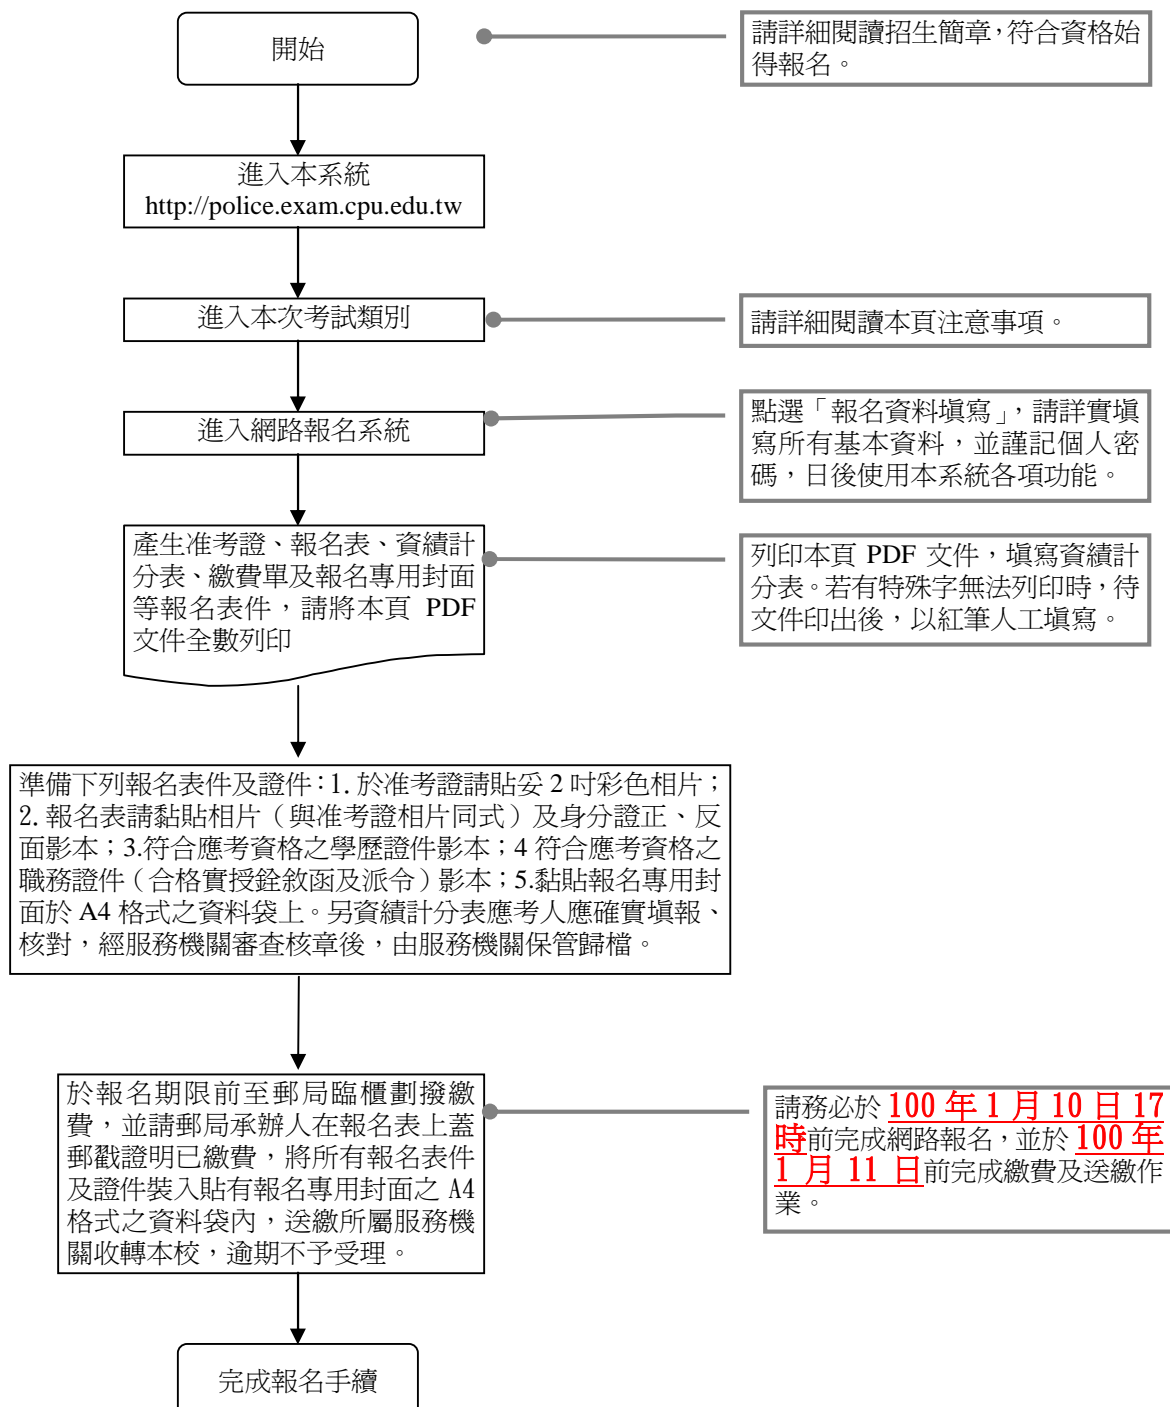 開始
請詳細閱讀招生簡章，符合資格始
得報名。
進入本系統
http://police.exam.cpu.edu.tw
進入本次考試類別
請詳細閱讀本頁注意事項。
進入網路報名系統
點選「報名資料填寫」，請詳實填
寫所有基本資料，並謹記個人密
碼，日後使用本系統各項功能。
產生准考證、報名表、資績計
分表、繳費單及報名專用封面
等報名表件，請將本頁 PDF
文件全數列印
列印本頁 PDF 文件，填寫資績計
分表。若有特殊字無法列印時，待
文件印出後，以紅筆人工填寫。
準備下列報名表件及證件：1. 於准考證請貼妥 2 吋彩色相片；
2. 報名表請黏貼相片（與准考證相片同式）及身分證正、反
面影本；3.符合應考資格之學歷證件影本；4 符合應考資格之
職務證件（合格實授銓敘函及派令）影本；5.黏貼報名專用封
面於 A4 格式之資料袋上。另資績計分表應考人應確實填報、
核對，經服務機關審查核章後，由服務機關保管歸檔。
於報名期限前至郵局臨櫃劃撥繳
費，並請郵局承辦人在報名表上蓋
郵戳證明已繳費，將所有報名表件
及證件裝入貼有報名專用封面之 A4
格式之資料袋內，送繳所屬服務機
關收轉本校，逾期不予受理。
請務必於 100 年 1 月 10 日 17
時前完成網路報名，並於 100 年
1 月 11 日前完成繳費及送繳作
業。
完成報名手續